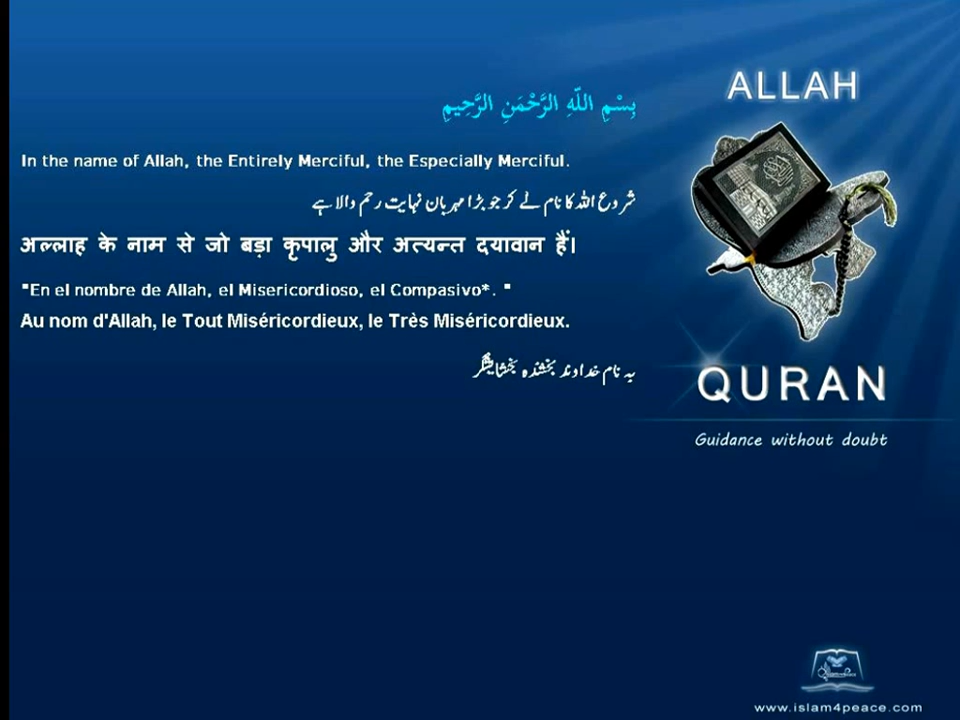 بِسْمِ اللَّهِ الرَّحْمَنِ الرَّحِيمِ
In the name of Allah, the Entirely Merciful, the Especially Merciful.
شروع الله کا نام لے کر جو بڑا مہربان نہایت رحم والا ہے
अल्लाह के नाम से जो बड़ा कृपालु और अत्यन्त दयावान हैं।
"En el nombre de Allah, el Misericordioso, el Compasivo*. "
Au nom d'Allah, le Tout Miséricordieux, le Très Miséricordieux.
به نام خداوند بخشنده بخشایشگر
ALLAH
QURAN
Guidance without doubt
www.islam4peace.com